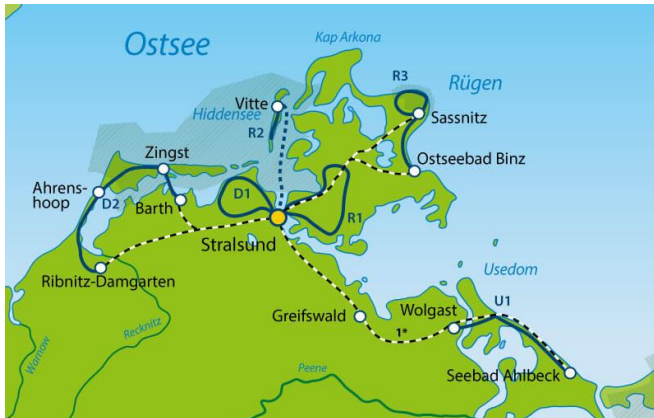 Ostsee
Kap Arkona
R3
Rügen
Vitte
Hiddensee
R2
Sassnitz
Zingst
Ostseebad Binz
Ahrens-
hoop
D2
Barth
D1
R1
Stralsund
Ribnitz-Damgarten
Usedom
Greifswald
Wolgast
U1
1*
Recknitz
Warnow
Peene
Seebad Ahlbeck